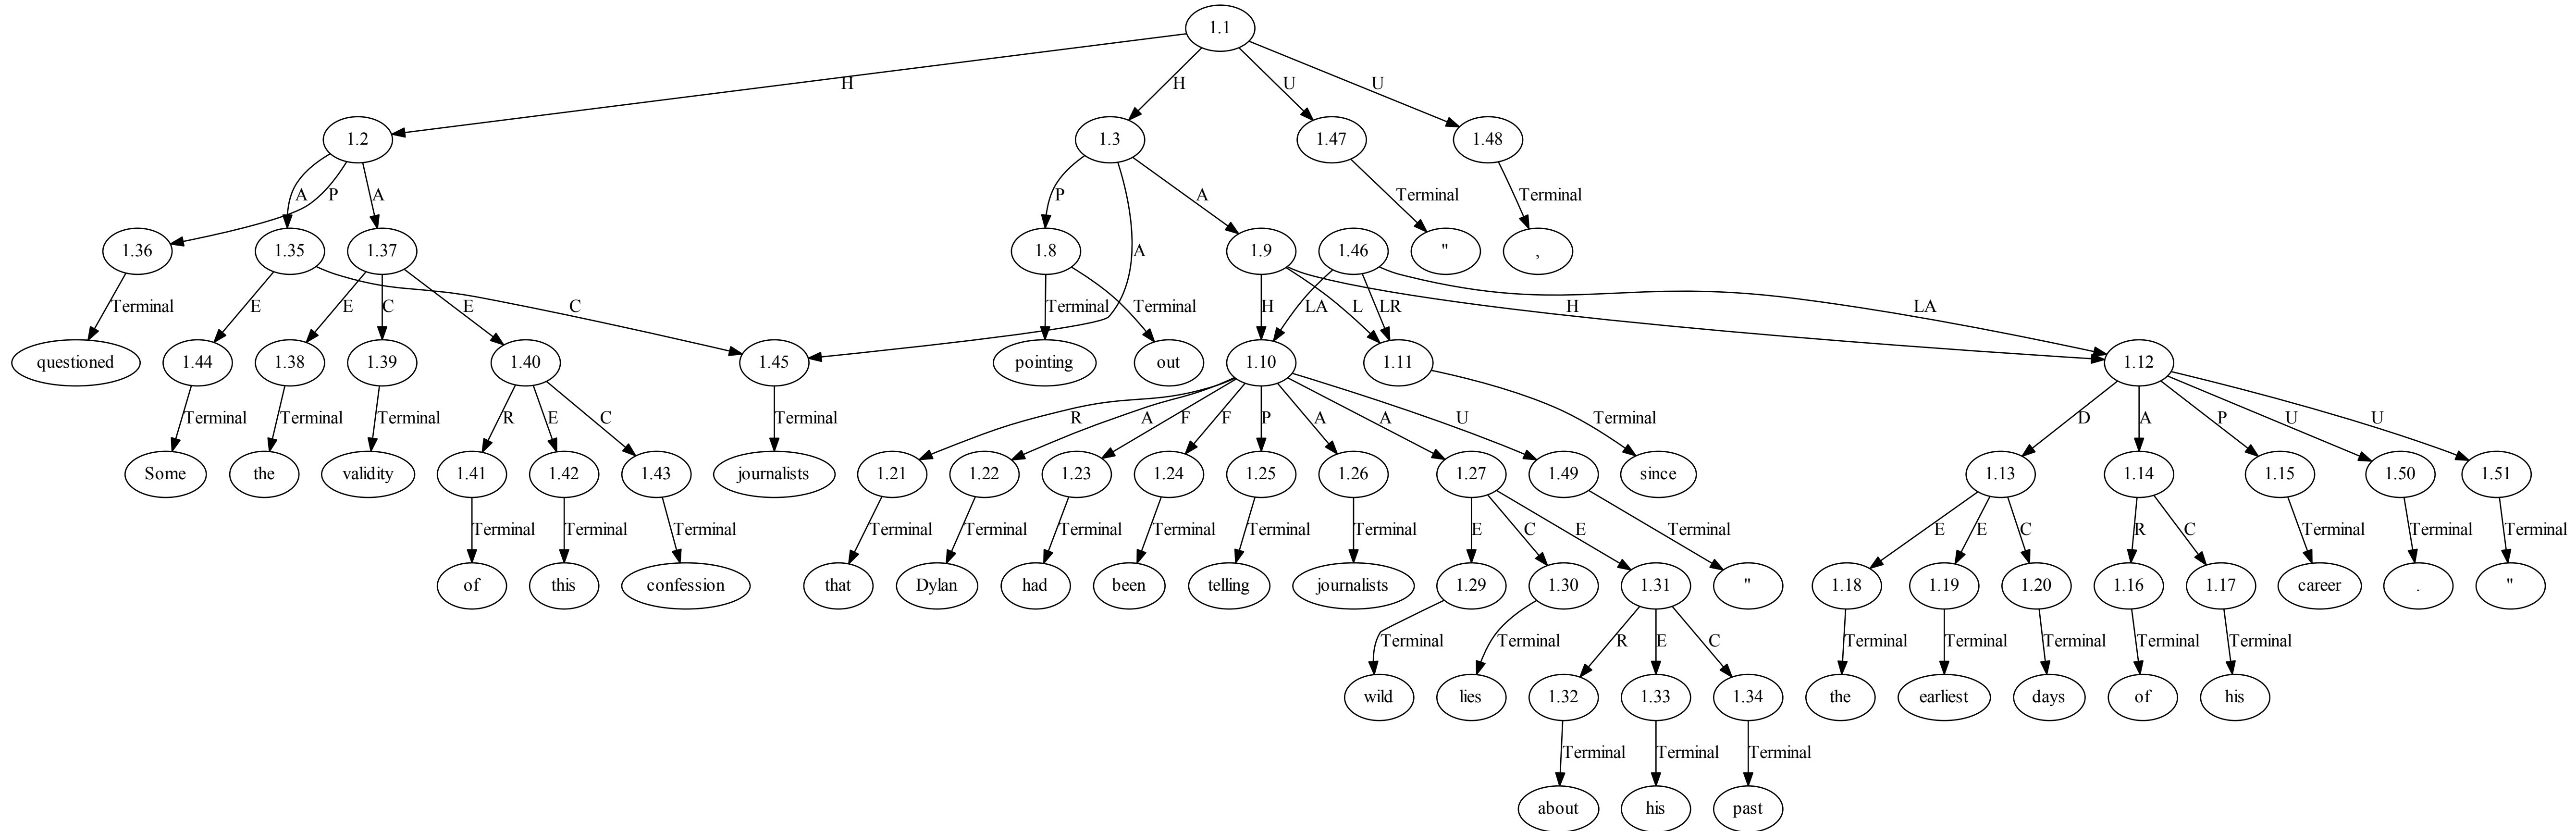 1.1
H H U U
1.2 1.3 1.47 1.48
A P A P A A Terminal Terminal
1.36 1.35 1.37 1.8 1.9 1.46 " ,
Terminal E C E C E Terminal Terminal H LA L LR H LA
questioned 1.44 1.38 1.39 1.40 1.45 pointing out 1.10 1.11 1.12
Terminal Terminal Terminal R E C Terminal R A F F P A A U Terminal D A P U U
Some the validity 1.41 1.42 1.43 journalists 1.21 1.22 1.23 1.24 1.25 1.26 1.27 1.49 since 1.13 1.14 1.15 1.50 1.51
Terminal Terminal Terminal Terminal Terminal Terminal Terminal Terminal Terminal E C E Terminal E E C R C Terminal Terminal Terminal
of this confession that Dylan had been telling journalists 1.29 1.30 1.31 " 1.18 1.19 1.20 1.16 1.17 career . "
Terminal Terminal R E C Terminal Terminal Terminal Terminal Terminal
wild lies 1.32 1.33 1.34 the earliest days of his
Terminal Terminal Terminal
about his past